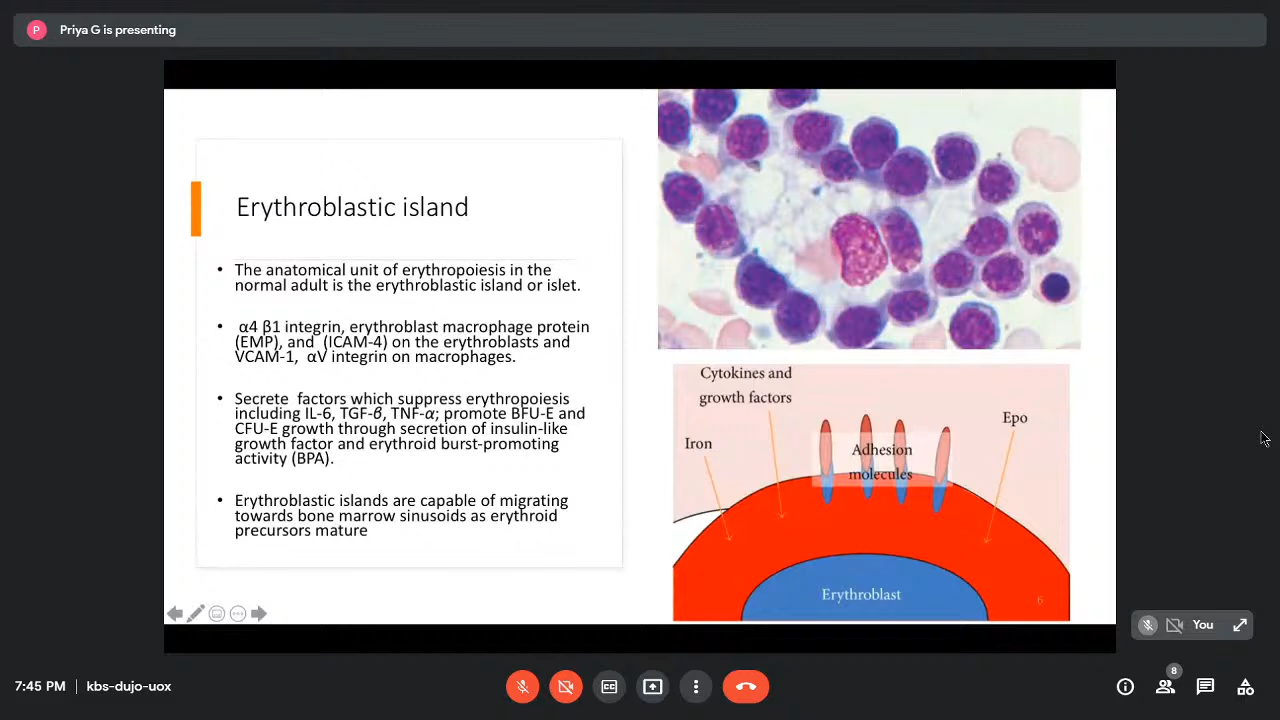 P Priya G is presenting
Erythroblastic island
• The anatomical unit of erythropoiesis in the
normal adult is the erythroblastic island or islet.
• α4 β1 integrin, erythroblast macrophage protein
(EMP), and (ICAM-4) on the erythroblasts and
VCAM-1, αV integrin on macrophages.
• Secrete factors which suppress erythropoiesis
including IL-6, TGF-β, TNF-α; promote BFU-E and
CFU-E growth through secretion of insulin-like
growth factor and erythroid burst-promoting
activity (BPA).
• Erythroblastic islands are capable of migrating
towards bone marrow sinusoids as erythroid
precursors mature
Cytokines and
growth factors
Iron
Adhesion
molecules
Epo
Erythroblast
6
You
7:45 PM | kbs-dujo-uox
CC
8